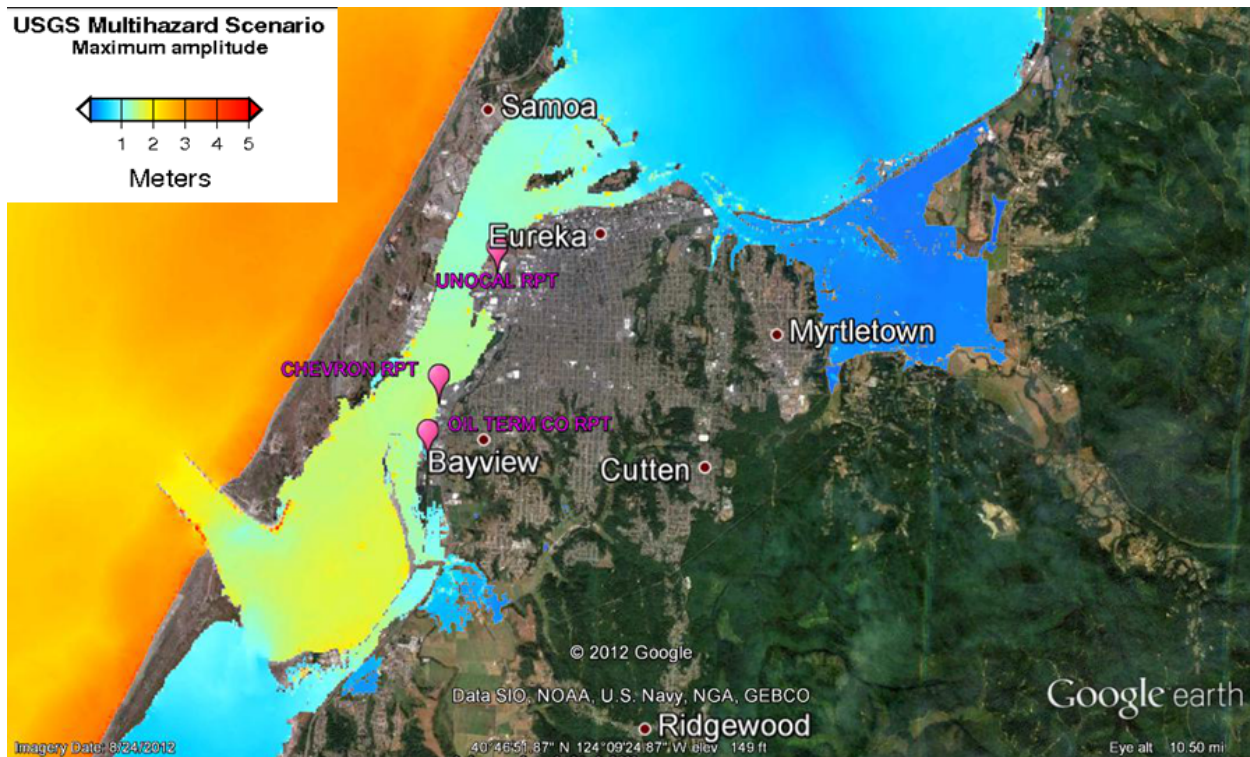 USGS Multihazard Scenario
Maximum amplitude
1 2 3 4 5
Meters
Samoa
Eureka
UNOCAL RPT
Myrtletown
CHEVRON RPT
OIL TERM CO RPT
Bayview
Cutten
© 2012 Google
Data SIO, NOAA, U.S. Navy, NGA, GEBCO
Google earth
Ridgewood
Imagery Date: 8/24/2012
40°46'51.87" N 124°09'24.87" W elev 149 ft
Eye alt 10.50 mi